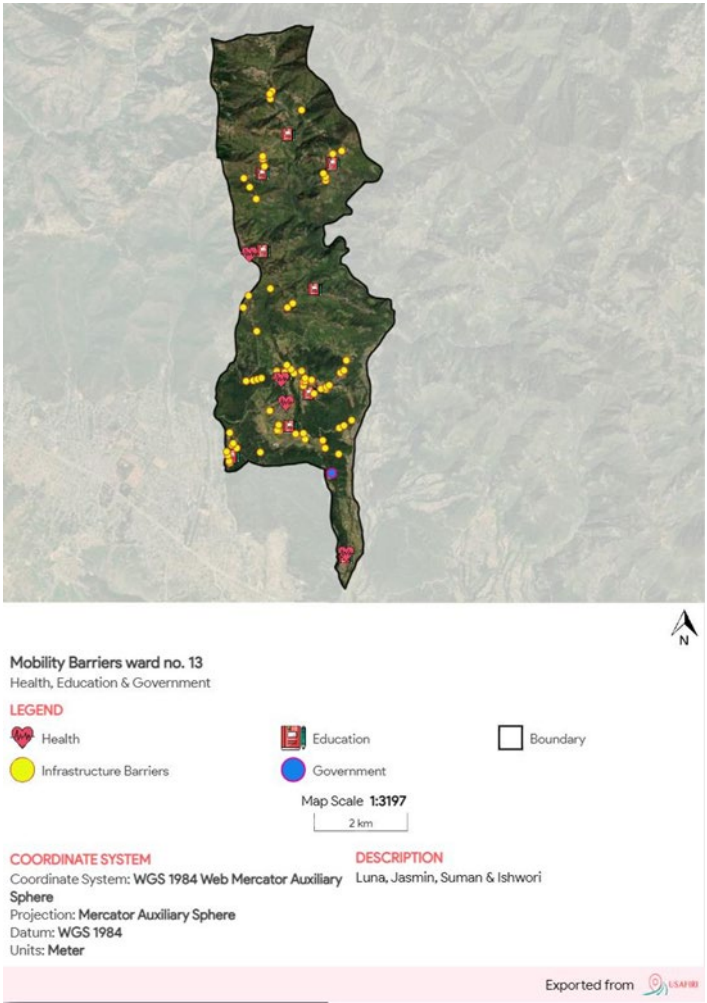 N
Mobility Barriers ward no. 13
Health, Education & Government
LEGEND
Health
Education
Boundary
Infrastructure Barriers
Government
Map Scale 1:3197
2 km
COORDINATE SYSTEM
Coordinate System: WGS 1984 Web Mercator Auxiliary
Sphere
Projection: Mercator Auxiliary Sphere
Datum: WGS 1984
Units: Meter
DESCRIPTION
Luna, Jasmin, Suman & Ishwori
Exported from USAFIRI